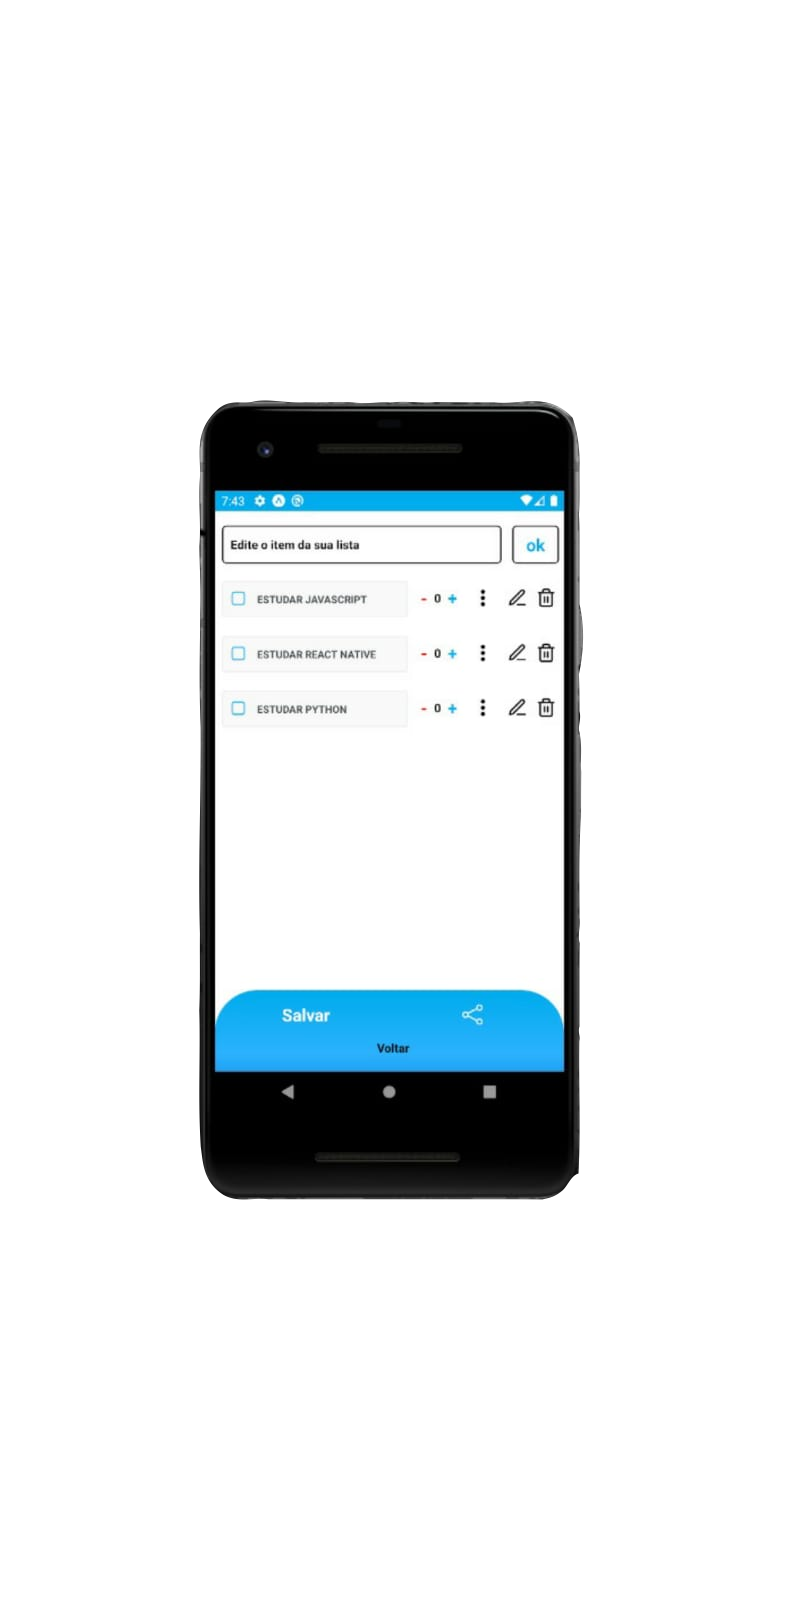 7:43
Edite o item da sua lista ok
ESTUDAR JAVASCRIPT - 0 +
ESTUDAR REACT NATIVE - 0 +
ESTUDAR PYTHON - 0 +
Salvar
Voltar